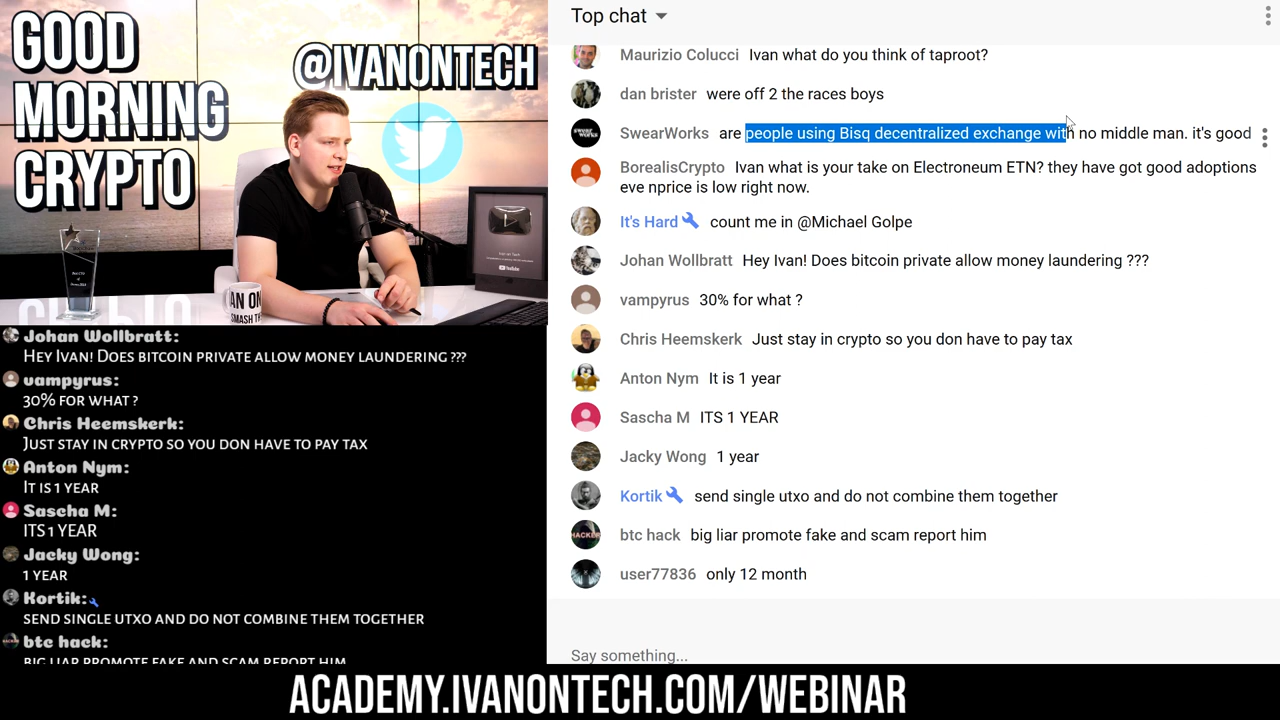 GOOD
MORNING
CRYPTO
@IVANONTECH
YouTube
AN ON
SMASH TH
Johan Wollbratt:
Hey Ivan! Does bitcoin private allow money laundering ???
vampyrus:
30% for what ?
Chris Heemskerk:
Just stay in crypto so you don have to pay tax
Anton Nym:
It is 1 year
Sascha M:
ITS 1 YEAR
Jacky Wong:
1 year
Kortik:
send single utxo and do not combine them together
btc hack:
big liar promote fake and scam report him
Top chat
Maurizio Colucci Ivan what do you think of taproot?
dan brister were off 2 the races boys
SwearWorks are people using Bisq decentralized exchange with no middle man. it's good
BorealisCrypto Ivan what is your take on Electroneum ETN? they have got good adoptions
eve nprice is low right now.
It's Hard count me in @Michael Golpe
Johan Wollbratt Hey Ivan! Does bitcoin private allow money laundering ???
vampyrus 30% for what ?
Chris Heemskerk Just stay in crypto so you don have to pay tax
Anton Nym It is 1 year
Sascha M ITS 1 YEAR
Jacky Wong 1 year
Kortik send single utxo and do not combine them together
btc hack big liar promote fake and scam report him
user77836 only 12 month
Say something...
ACADEMY.IVANONTECH.COM/WEBINAR